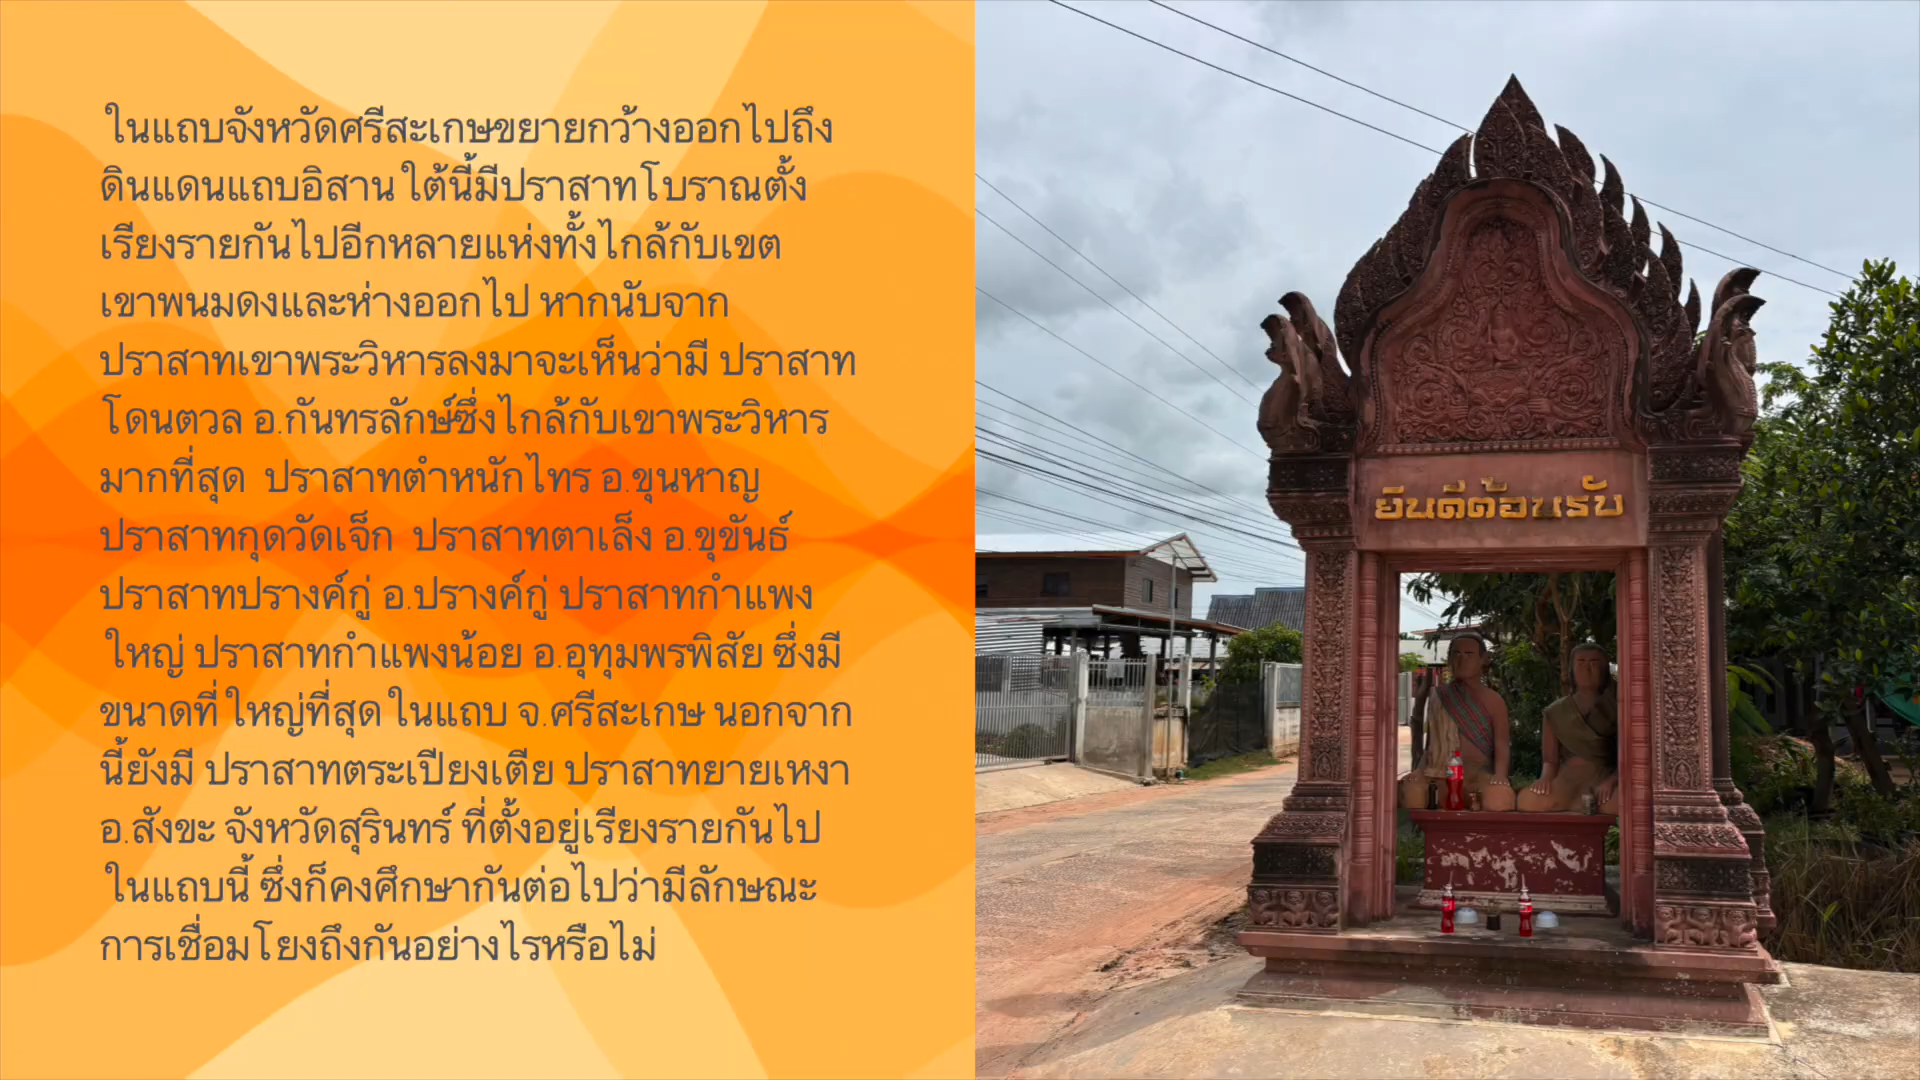 ในแถบจังหวัดศรีสะเกษขยายกว้างออกไปถึง
ดินแดนแถบอิสานใต้นี้มีปราสาทโบราณตั้ง
เรียงรายกันไปอีกหลายแห่งทั้งไกล้กับเขต
เขาพนมดงและห่างออกไป หากนับจาก
ปราสาทเขาพระวิหารลงมาจะเห็นว่ามี ปราสาท
โดนตวล อ.กันทรลักษ์ซึ่งไกล้กับเขาพระวิหาร
มากที่สุด ปราสาทตำหนักไทร อ.ขุนหาญ
ปราสาทกุดวัดเจ็ก ปราสาทตาเล็ง อ.ขุขันธ์
ปราสาทปรางค์กู่ อ.ปรางค์กู่ ปราสาทกำแพง
ใหญ่ ปราสาทกำแพงน้อย อ.อุทุมพรพิสัย ซึ่งมี
ขนาดที่ใหญ่ที่สุดในแถบ จ.ศรีสะเกษ นอกจาก
นี้ยังมี ปราสาทตระเปียงเตีย ปราสาทยายเหงา
อ.สังขะ จังหวัดสุรินทร์ ที่ตั้งอยู่เรียงรายกันไป
ในแถบนี้ ซึ่งก็คงศึกษากันต่อไปว่ามีลักษณะ
การเชื่อมโยงถึงกันอย่างไรหรือไม่
ยินดีต้อนรับ